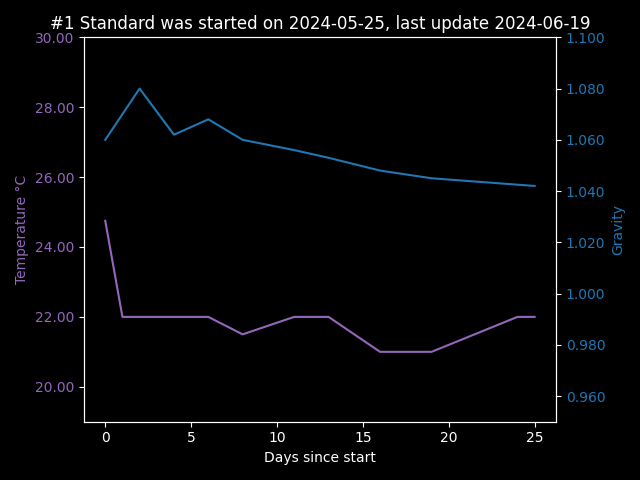 #1 Standard was started on 2024-05-25, last update 2024-06-19
30.00
28.00
26.00
24.00
22.00
20.00
Temperature °C
1.100
1.080
1.060
1.040
1.020
1.000
0.980
0.960
Gravity
0 5 10 15 20 25
Days since start